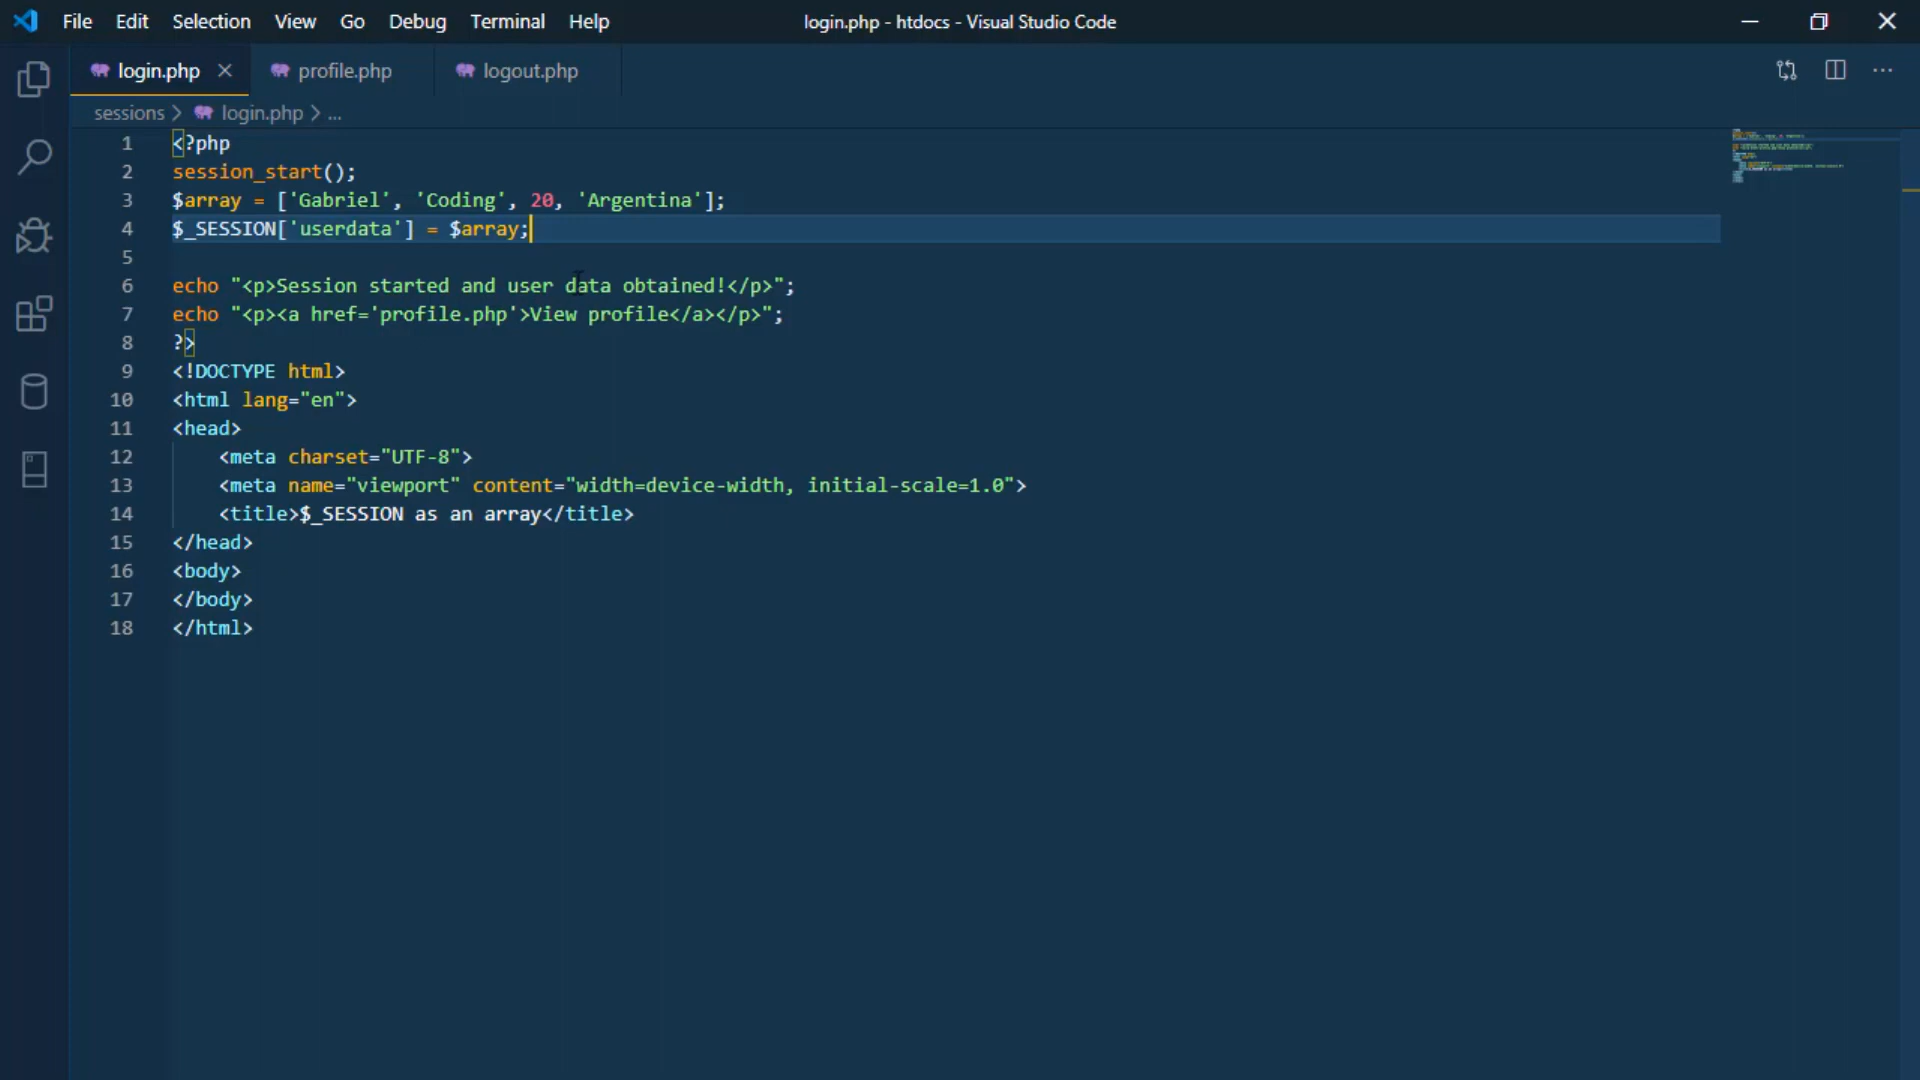 File Edit Selection View Go Debug Terminal Help login.php - htdocs - Visual Studio Code
login.php profile.php logout.php
sessions > login.php > ...
1 <?php
2 session_start();
3 $array = ['Gabriel', 'Coding', 20, 'Argentina'];
4 $_SESSION['userdata'] = $array;
5
6 echo "<p>Session started and user data obtained!</p>";
7 echo "<p><a href='profile.php'>View profile</a></p>";
8 ?>
9 <!DOCTYPE html>
10 <html lang="en">
11 <head>
12     <meta charset="UTF-8">
13     <meta name="viewport" content="width=device-width, initial-scale=1.0">
14     <title>$_SESSION as an array</title>
15 </head>
16 <body>
17 </body>
18 </html>